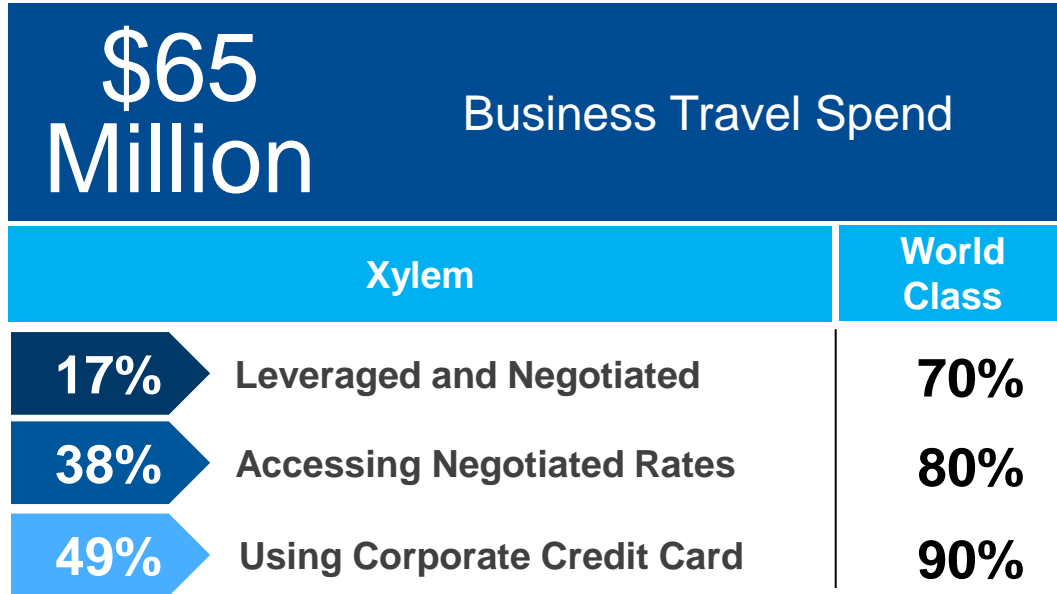 $65
Million
Business Travel Spend
Xylem
World
Class
17%
Leveraged and Negotiated
70%
38%
Accessing Negotiated Rates
80%
49%
Using Corporate Credit Card
90%